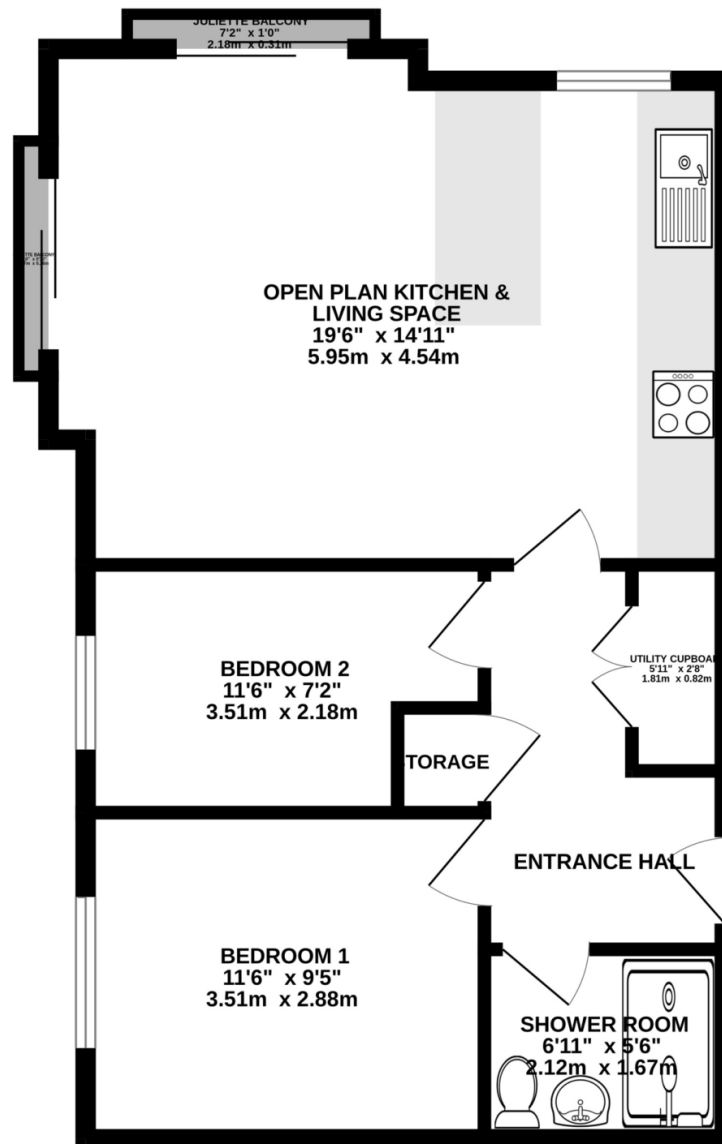 JULIETTE BALCONY
7'2" x 1'0"
2.18m x 0.31m
OPEN PLAN KITCHEN &
LIVING SPACE
19'6" x 14'11"
5.95m x 4.54m
BEDROOM 2
11'6" x 7'2"
3.51m x 2.18m
UTILITY CUPBOA
5'11" x 2'8"
1.81m x 0.82m
TORAGE
ENTRANCE HALL
BEDROOM 1
11'6" x 9'5"
3.51m x 2.88m
SHOWER ROOM
6'11" x 5'6"
2.12m x 1.67m